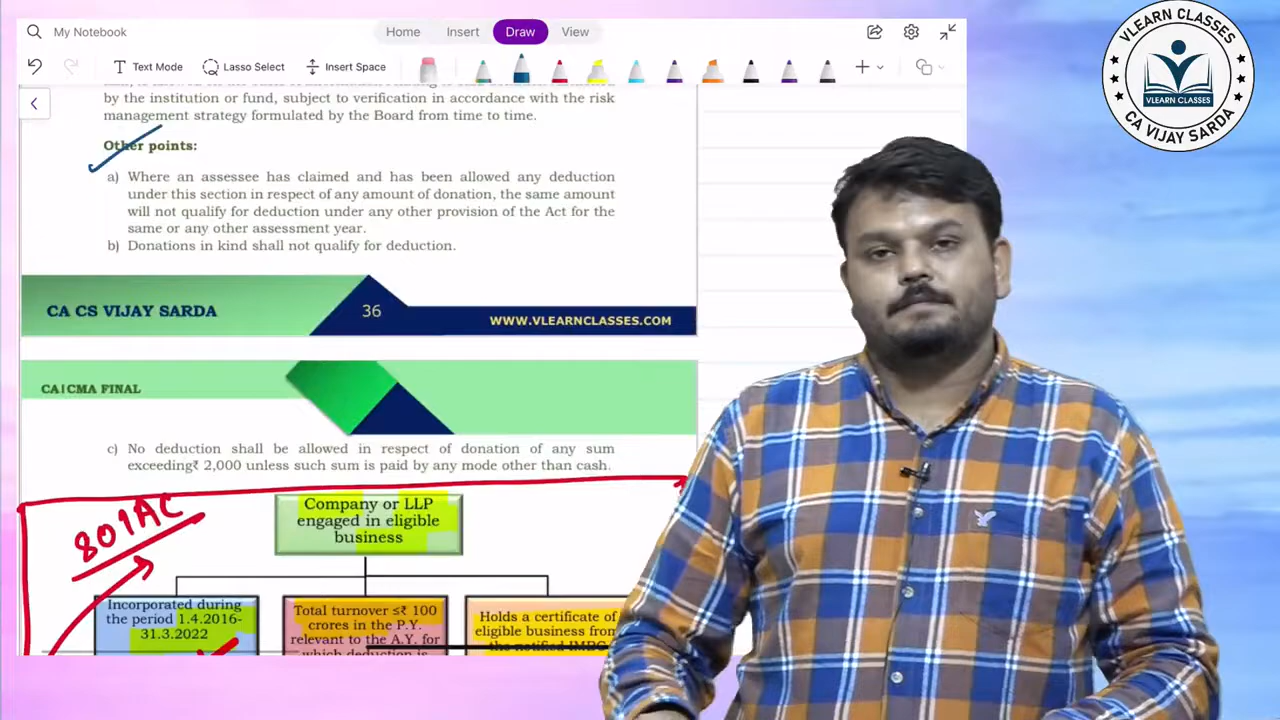 My Notebook
Home Insert Draw View
Text Mode Lasso Select Insert Space
by the institution or fund, subject to verification in accordance with the risk
management strategy formulated by the Board from time to time.
Other points:
a) Where an assessee has claimed and has been allowed any deduction
under this section in respect of any amount of donation, the same amount
will not qualify for deduction under any other provision of the Act for the
same or any other assessment year.
b) Donations in kind shall not qualify for deduction.
CA CS VIJAY SARDA
36
WWW.VLEARNCLASSES.COM
CA|CMA FINAL
c) No deduction shall be allowed in respect of donation of any sum
exceeding₹ 2,000 unless such sum is paid by any mode other than cash.
80IAC
Company or LLP
engaged in eligible
business
Incorporated during
the period 1.4.2016-
31.3.2022
Total turnover ≤₹ 100
crores in the P.Y.
relevant to the A.Y. for
which deduction is
Holds a certificate of
eligible business from
the notified IMBC
VLEARN CLASSES
VLEARN CLASSES
CA VIJAY SARDA